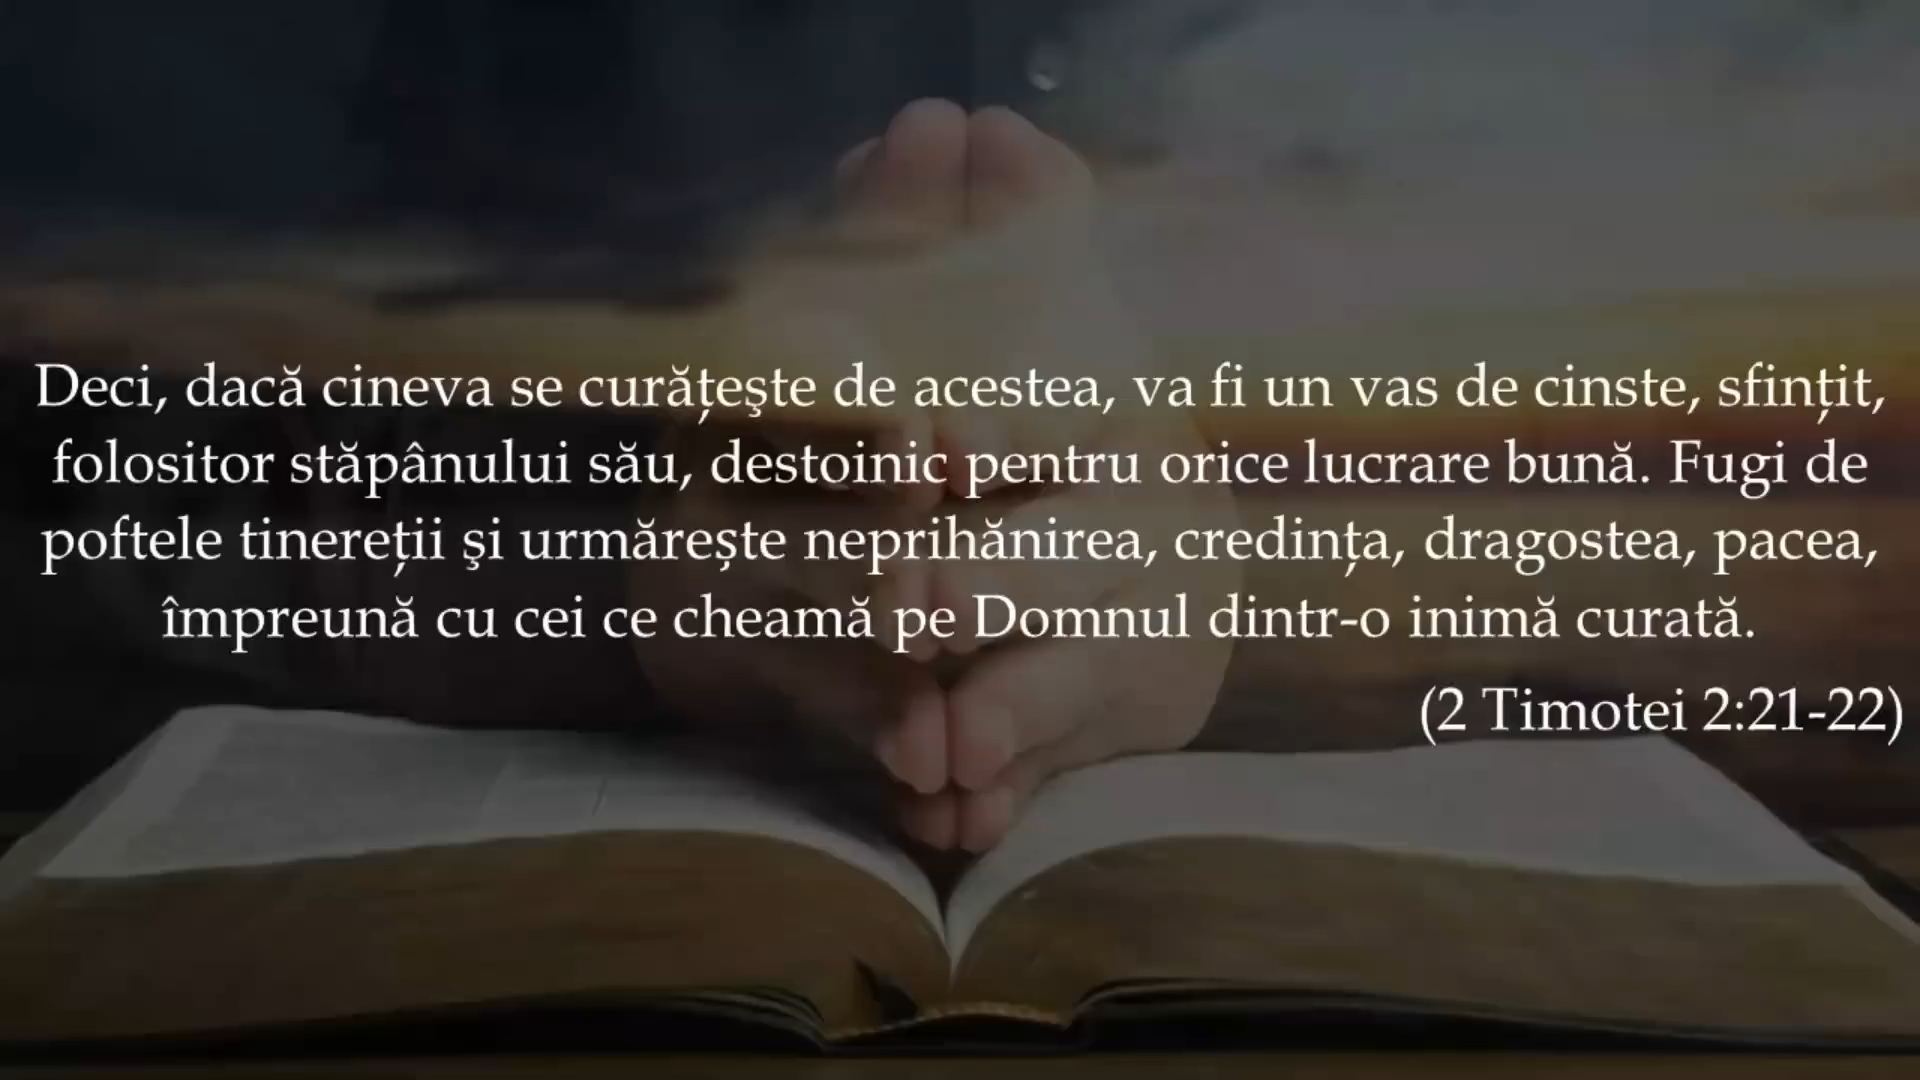 Deci, dacă cineva se curățeşte de acestea, va fi un vas de cinste, sfințit,
folositor stăpânului său, destoinic pentru orice lucrare bună. Fugi de
poftele tinereții şi urmărește neprihănirea, credința, dragostea, pacea,
împreună cu cei ce cheamă pe Domnul dintr-o inimă curată.
(2 Timotei 2:21-22)